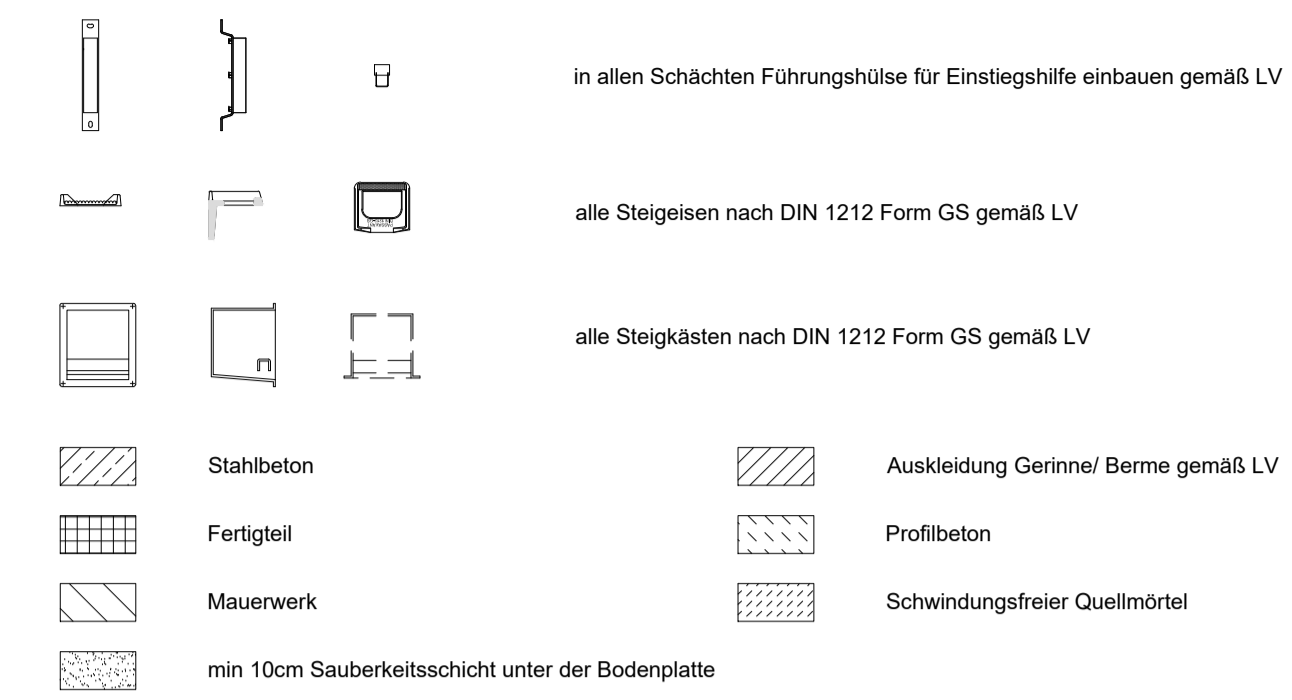 in allen Schächten Führungshülse für Einstiegshilfe einbauen gemäß LV
alle Steigeisen nach DIN 1212 Form GS gemäß LV
alle Steigkästen nach DIN 1212 Form GS gemäß LV
Stahlbeton
Auskleidung Gerinne/ Berme gemäß LV
Fertigteil
Profilbeton
Mauerwerk
Schwindungsfreier Quellmörtel
min 10cm Sauberkeitsschicht unter der Bodenplatte